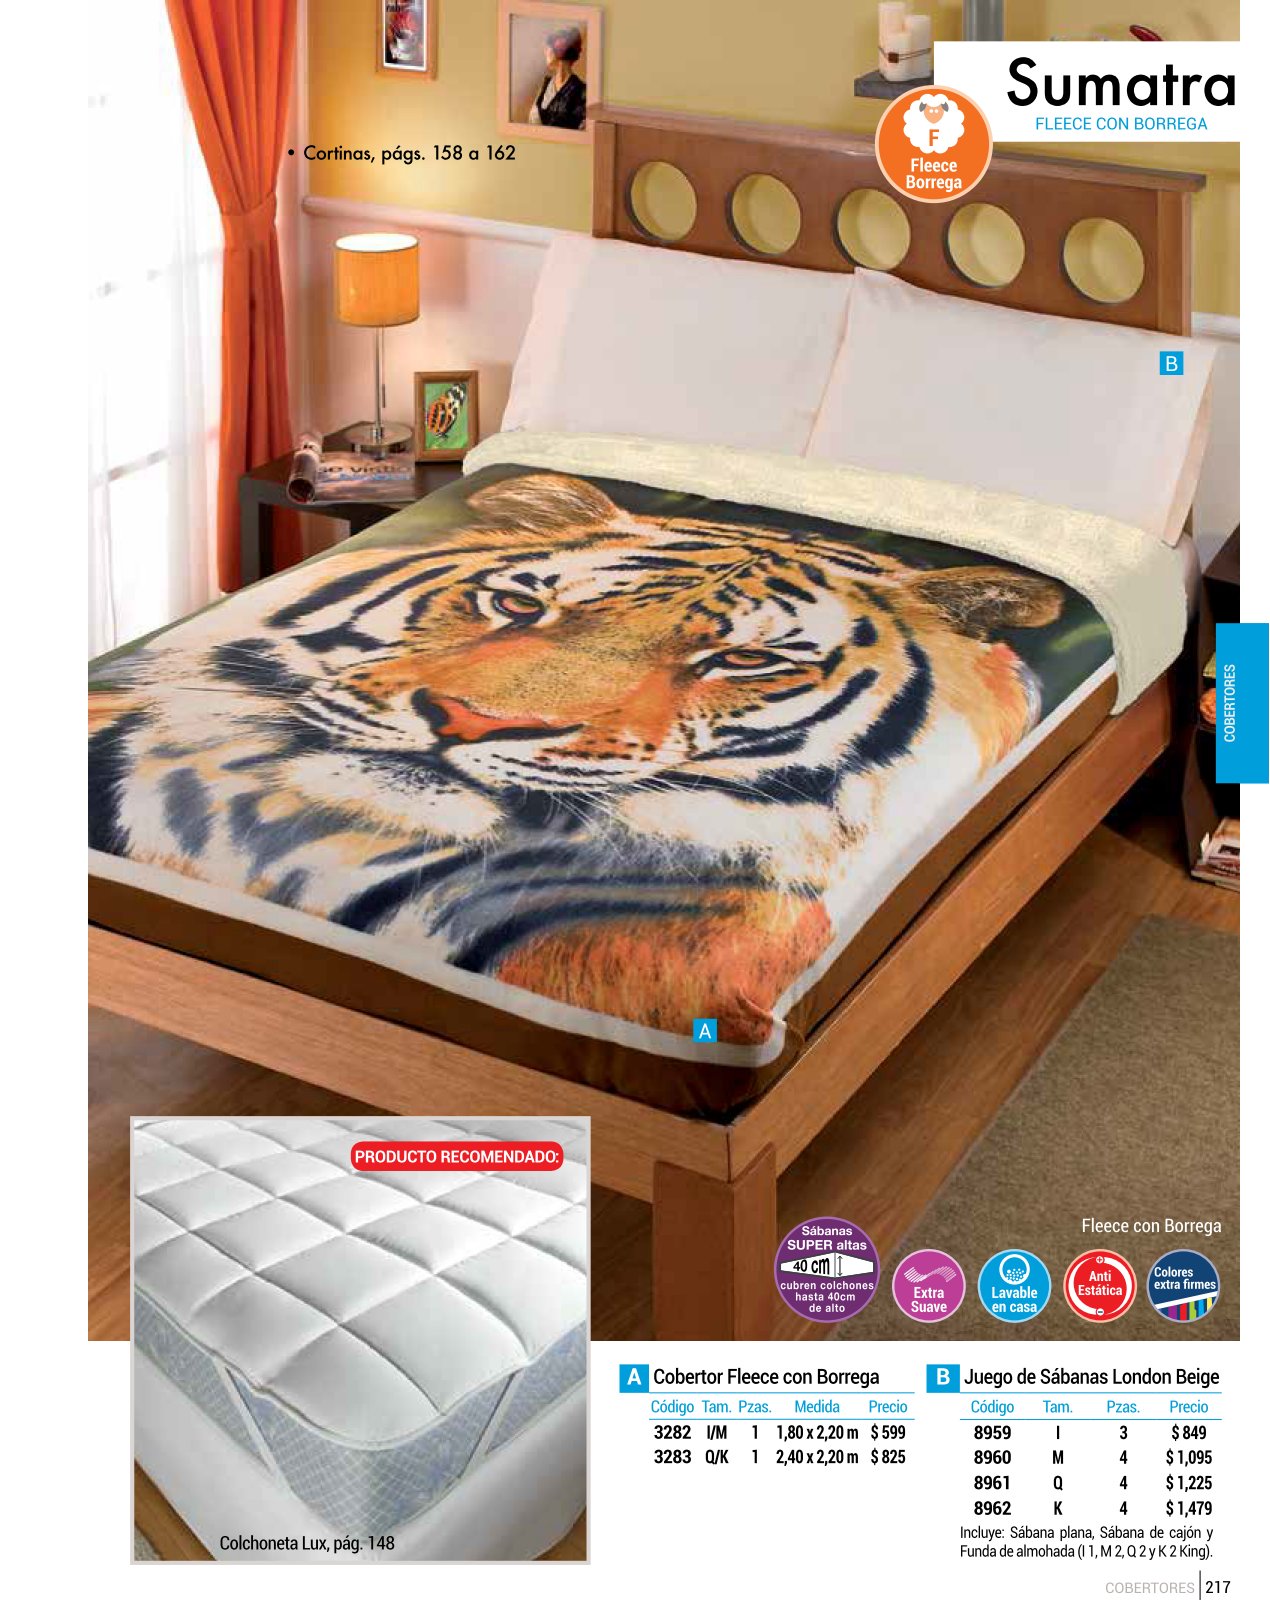 Sumatra
FLEECE CON BORREGA
F
Fleece
Borrega
• Cortinas, págs. 158 a 162
B
COBERTORES
A
PRODUCTO RECOMENDADO:
Colchoneta Lux, pág. 148
Fleece con Borrega
Sábanas
SUPER altas
40 cm
cubren colchones
hasta 40cm
de alto
Extra
Suave
Lavable
en casa
Anti
Estática
Colores
extra firmes
A Cobertor Fleece con Borrega
Código Tam. Pzas. Medida Precio
3282 I/M 1 1,80 x 2,20 m $ 599
3283 Q/K 1 2,40 x 2,20 m $ 825
B Juego de Sábanas London Beige
Código Tam. Pzas. Precio
8959 I 3 $ 849
8960 M 4 $ 1,095
8961 Q 4 $ 1,225
8962 K 4 $ 1,479
Incluye: Sábana plana, Sábana de cajón y
Funda de almohada (I 1, M 2, Q 2 y K 2 King).
COBERTORES 217